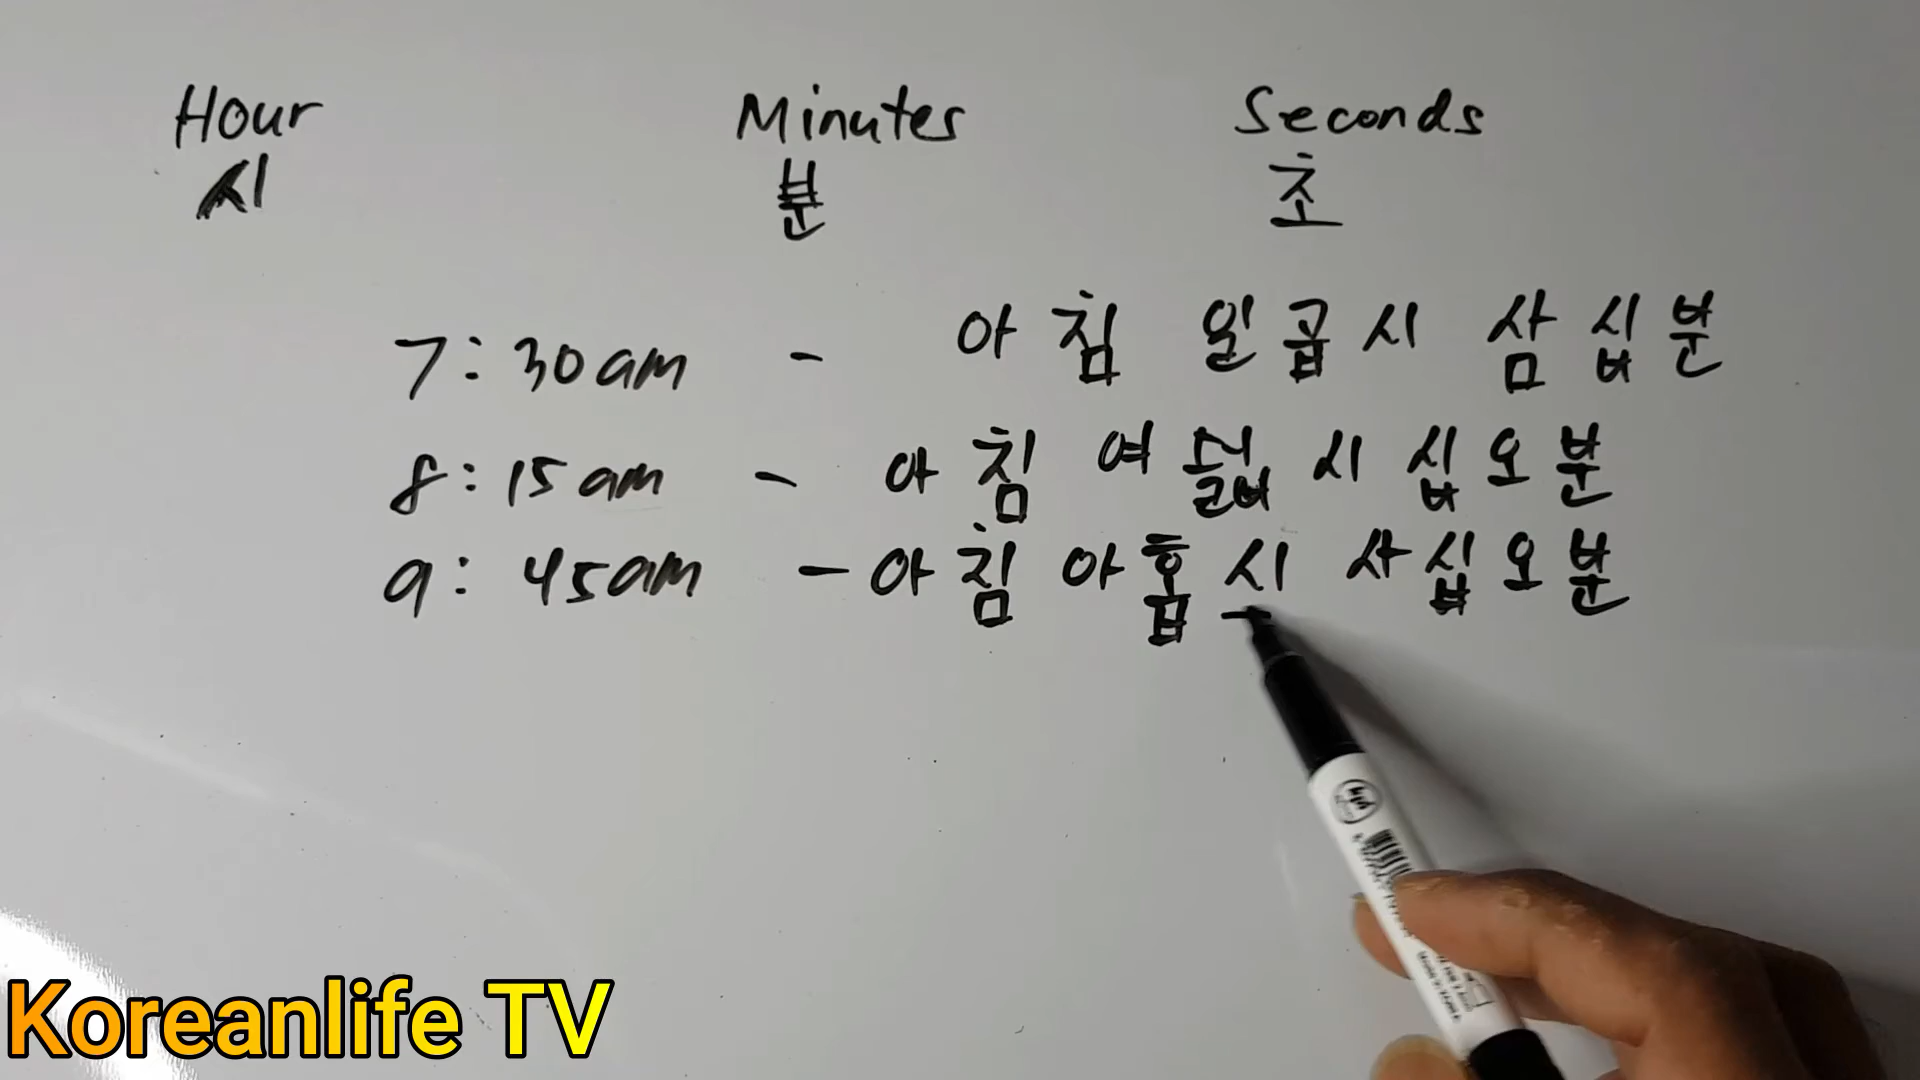 Hour Minutes Seconds
시 분 초
7:30am - 아침 일곱시 삼십분
8:15am - 아침 여덟시 십오분
9:45am - 아침 아홉시 사십오분
Koreanlife TV